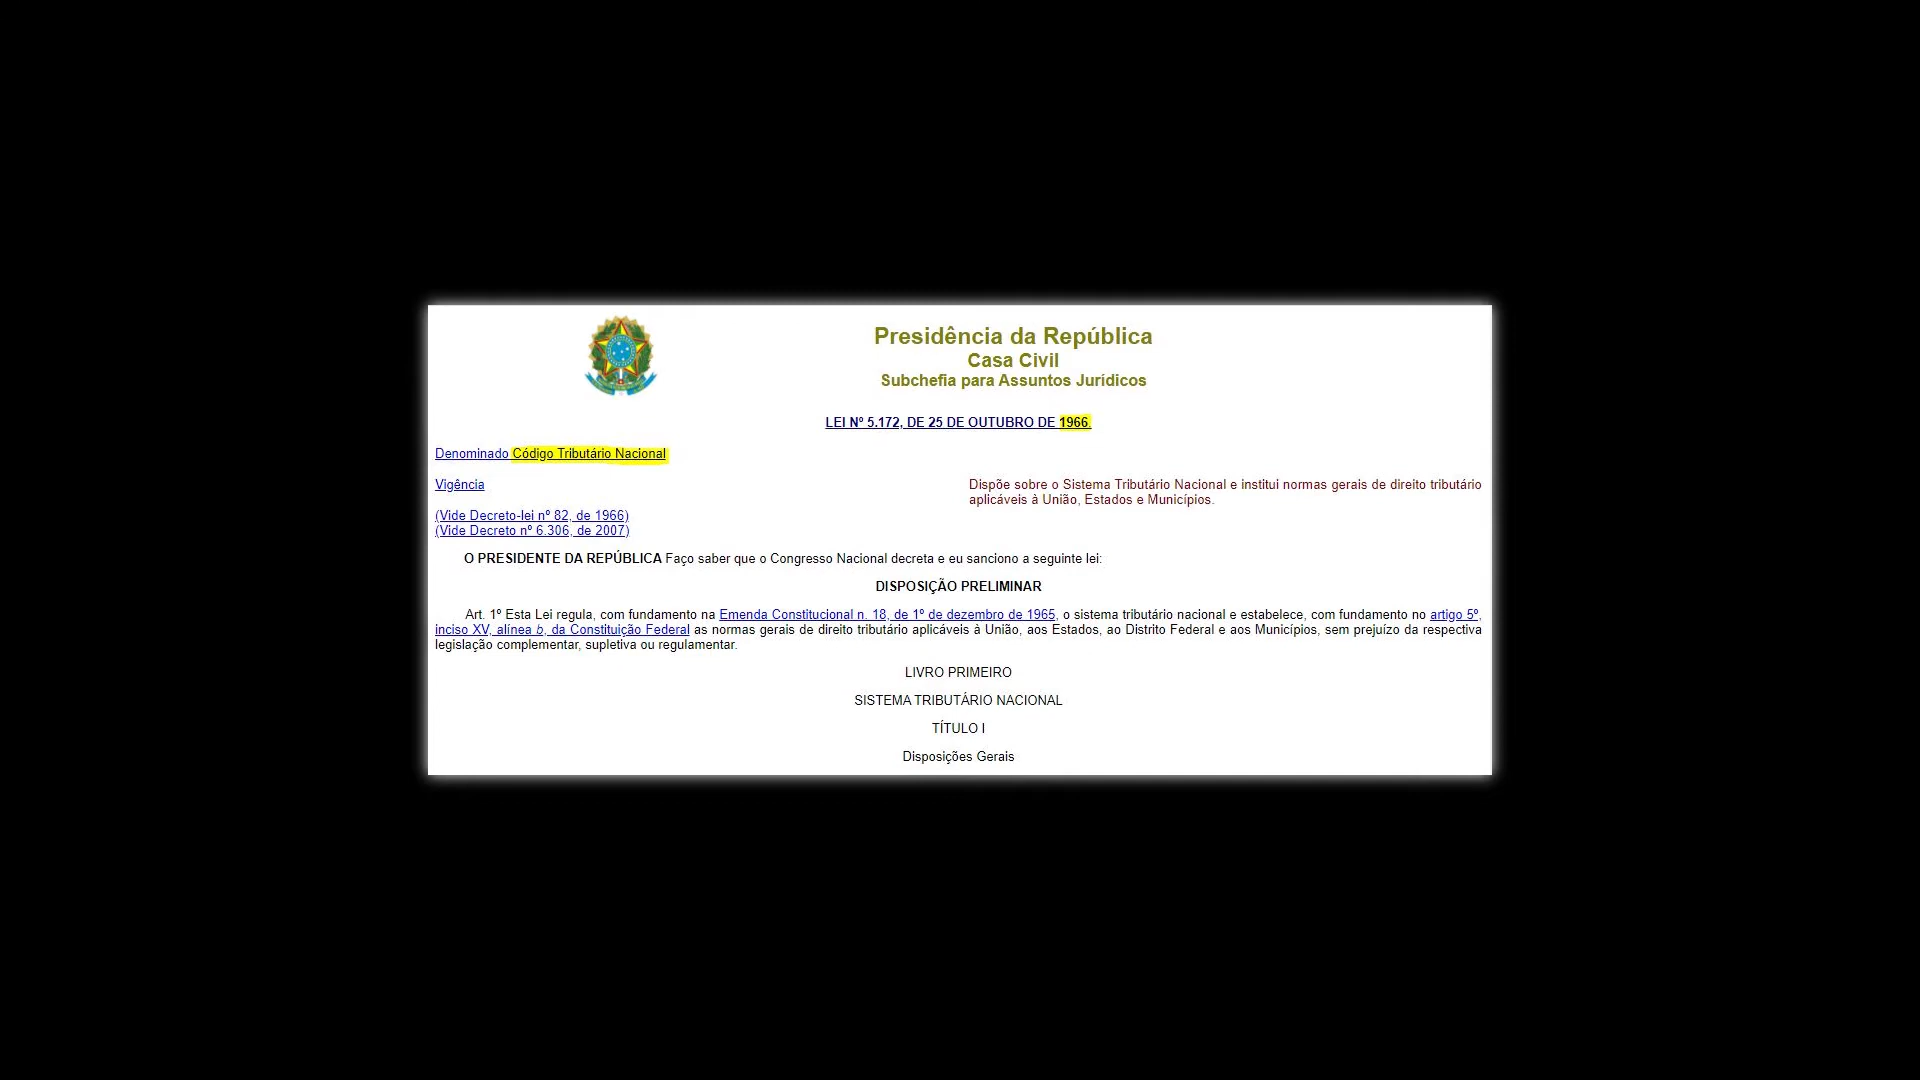 Presidência da República
Casa Civil
Subchefia para Assuntos Jurídicos
LEI Nº 5.172, DE 25 DE OUTUBRO DE 1966.
Denominado Código Tributário Nacional
Vigência
Dispõe sobre o Sistema Tributário Nacional e institui normas gerais de direito tributário
aplicáveis à União, Estados e Municípios.
(Vide Decreto-lei nº 82, de 1966)
(Vide Decreto nº 6.306, de 2007)
O PRESIDENTE DA REPÚBLICA Faço saber que o Congresso Nacional decreta e eu sanciono a seguinte lei:
DISPOSIÇÃO PRELIMINAR
Art. 1º Esta Lei regula, com fundamento na Emenda Constitucional n. 18, de 1º de dezembro de 1965, o sistema tributário nacional e estabelece, com fundamento no artigo 5º,
inciso XV, alínea b, da Constituição Federal as normas gerais de direito tributário aplicáveis à União, aos Estados, ao Distrito Federal e aos Municípios, sem prejuízo da respectiva
legislação complementar, supletiva ou regulamentar.
LIVRO PRIMEIRO
SISTEMA TRIBUTÁRIO NACIONAL
TÍTULO I
Disposições Gerais